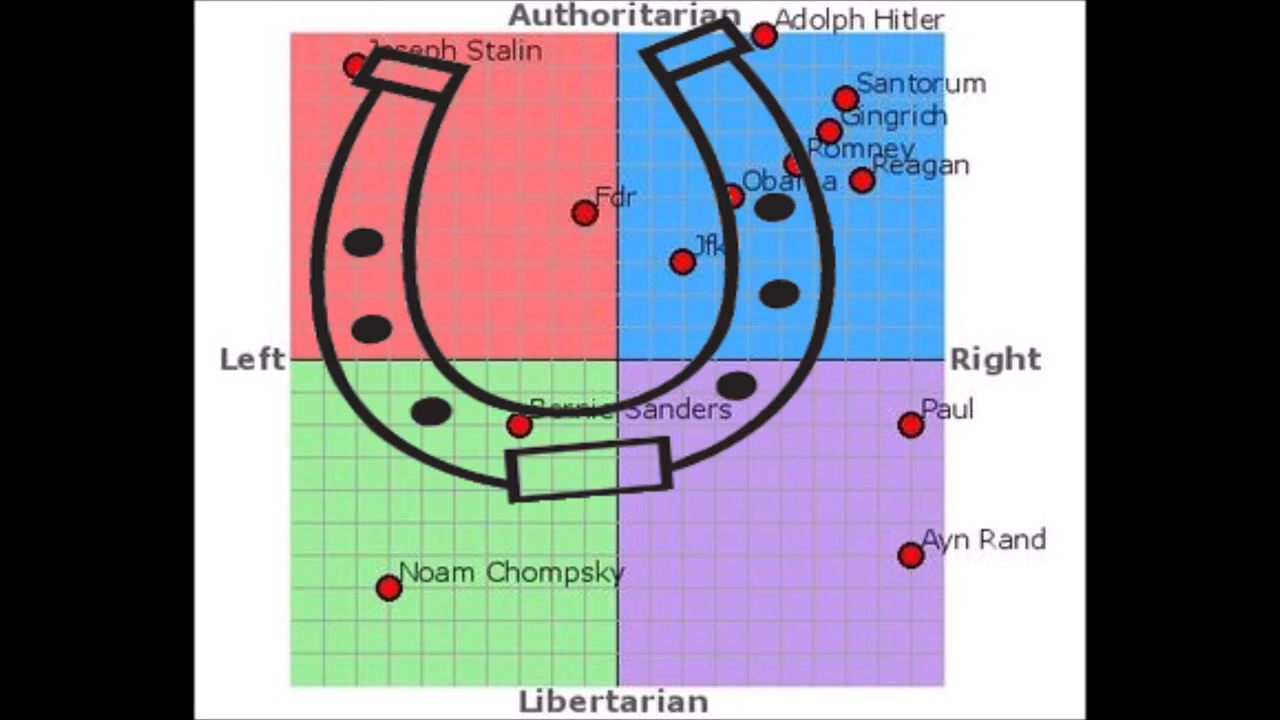 Authoritarian
Adolph Hitler
Joseph Stalin
Santorum
Gingrich
Romney
Reagan
Obama
Fdr
Jfk
Left
Right
Bernie Sanders
Paul
Ayn Rand
Noam Chompsky
Libertarian